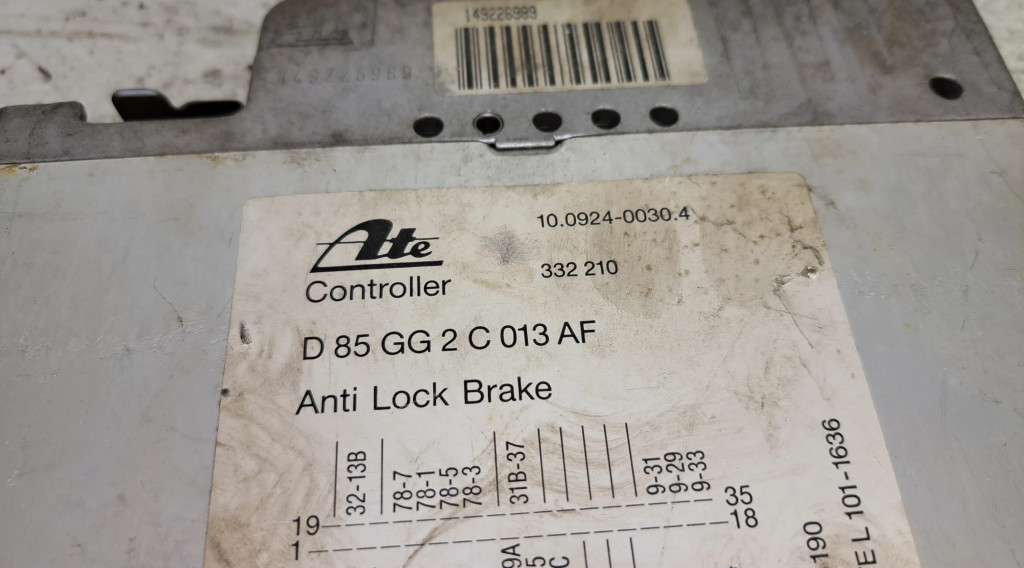 149226989
Ate
10.0924-0030.4
Controller
332 210
D 85 GG 2 C 013 AF
Anti Lock Brake
32-13B
78-7
78-1
78-5
78-3
31B-37
9-31
9-29
9-33
19
35
1
18
9A
5
C
190
E L 101-1636